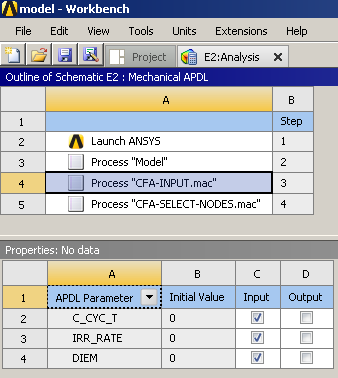 model - Workbench
File Edit View Tools Units Extensions Help
Project E2:Analysis
Outline of Schematic E2 : Mechanical APDL
A B
1 Step
2 Launch ANSYS 1
3 Process "Model" 2
4 Process "CFA-INPUT.mac" 3
5 Process "CFA-SELECT-NODES.mac" 4
Properties: No data
A B C D
1 APDL Parameter Initial Value Input Output
2 C_CYC_T 0
3 IRR_RATE 0
4 DIEM 0